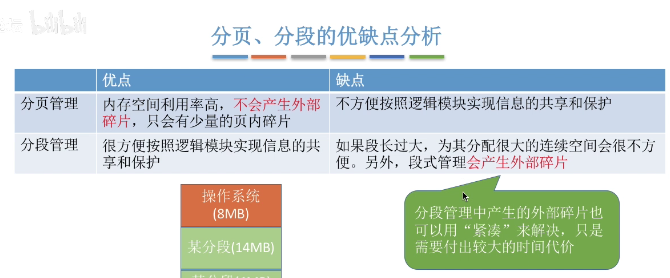 bilibili
分页、分段的优缺点分析
优点
缺点
分页管理
内存空间利用率高，不会产生外部
碎片，只会有少量的页内碎片
不方便按照逻辑模块实现信息的共享和保护
分段管理
很方便按照逻辑模块实现信息的共
享和保护
如果段长过大，为其分配很大的连续空间会很不方
便。另外，段式管理会产生外部碎片
操作系统
(8MB)
某分段(14MB)
分段管理中产生的外部碎片也
可以用“紧凑”来解决，只是
需要付出较大的时间代价